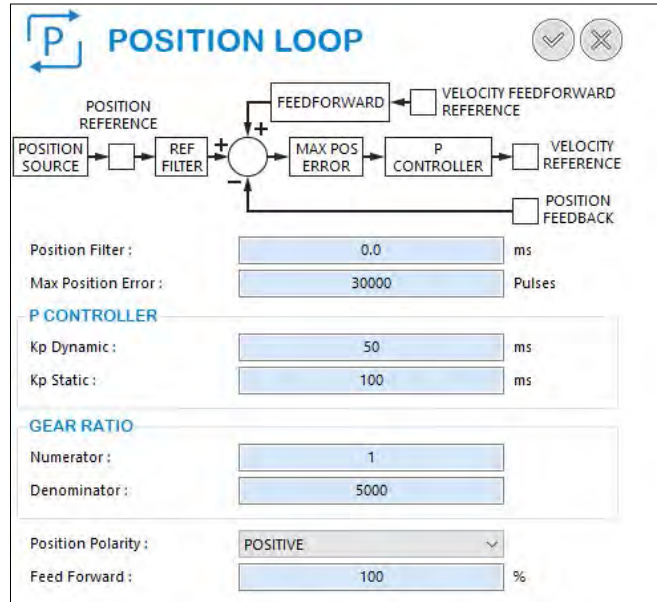 P POSITION LOOP
FEEDFORWARD
VELOCITY FEEDFORWARD
REFERENCE
POSITION
REFERENCE
POSITION
SOURCE
REF
FILTER
+
+
−
MAX POS
ERROR
P
CONTROLLER
VELOCITY
REFERENCE
POSITION
FEEDBACK
Position Filter : 0.0 ms
Max Position Error : 30000 Pulses
P CONTROLLER
Kp Dynamic : 50 ms
Kp Static : 100 ms
GEAR RATIO
Numerator : 1
Denominator : 5000
Position Polarity : POSITIVE
Feed Forward : 100 %